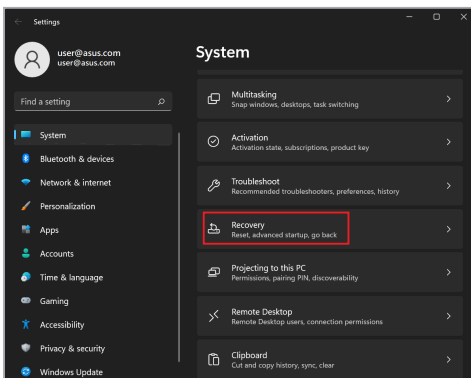 Settings
user@asus.com
user@asus.com
Find a setting
System
Bluetooth & devices
Network & internet
Personalization
Apps
Accounts
Time & language
Gaming
Accessibility
Privacy & security
Windows Update
System
Multitasking
Snap windows, desktops, task switching
Activation
Activation state, subscriptions, product key
Troubleshoot
Recommended troubleshooters, preferences, history
Recovery
Reset, advanced startup, go back
Projecting to this PC
Permissions, pairing PIN, discoverability
Remote Desktop
Remote Desktop users, connection permissions
Clipboard
Cut and copy history, sync, clear